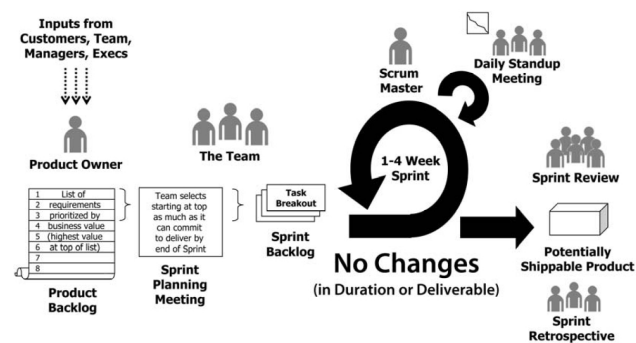 Inputs from
Customers, Team,
Managers, Execs
Product Owner
The Team
Scrum
Master
Daily Standup
Meeting
1 List of
2 requirements
3 prioritized by
4 business value
5 (highest value
6 at top of list)
7
8
Product
Backlog
Team selects
starting at top
as much as it
can commit
to deliver by
end of Sprint
Sprint
Planning
Meeting
Task
Breakout
Sprint
Backlog
1-4 Week
Sprint
No Changes
(in Duration or Deliverable)
Sprint Review
Potentially
Shippable Product
Sprint
Retrospective